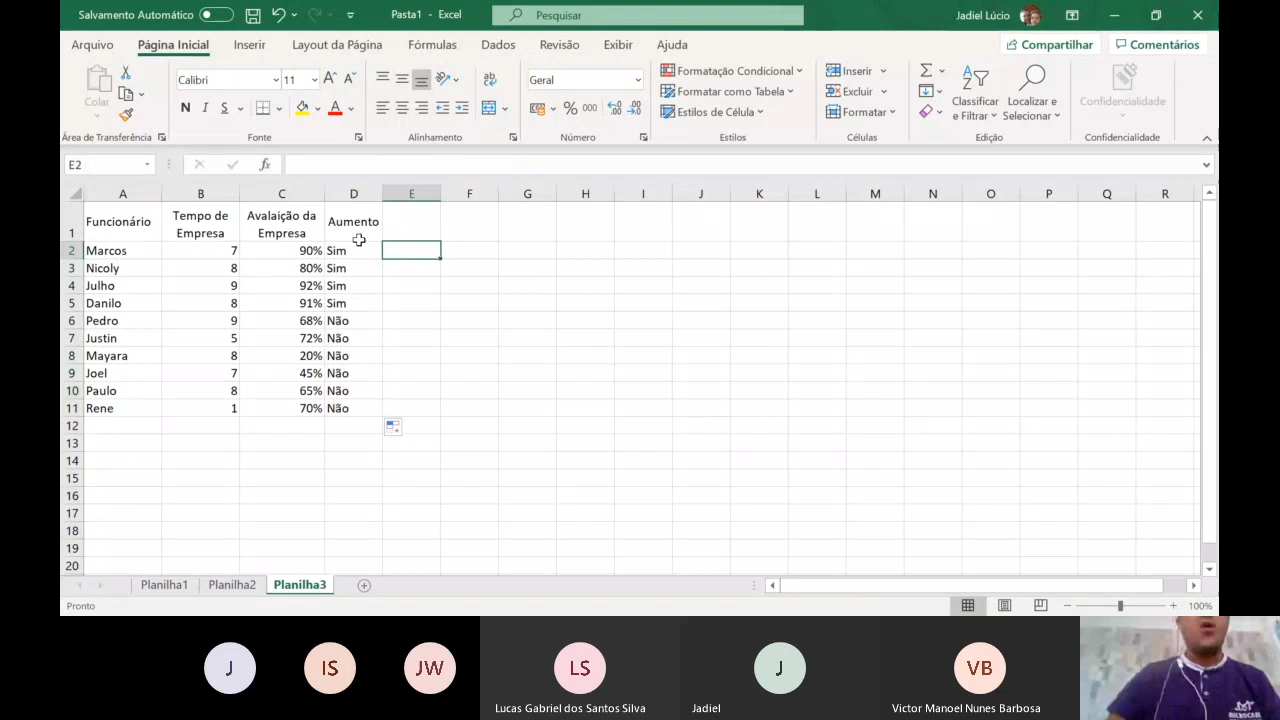 Salvamento Automático
Pasta1 - Excel
Pesquisar
Jadiel Lúcio
Arquivo Página Inicial Inserir Layout da Página Fórmulas Dados Revisão Exibir Ajuda
Compartilhar Comentários
Colar
Calibri 11
N I S
Geral
% 000
Formatação Condicional
Formatar como Tabela
Estilos de Célula
Inserir
Excluir
Formatar
Classificar e Filtrar
Localizar e Selecionar
Confidencialidade
Área de Transferência Fonte Alinhamento Número Estilos Células Edição Confidencialidade
E2 fx
A B C D E F G H I J K L M N O P Q R
1 Funcionário Tempo de Empresa Avalaição da Empresa Aumento
2 Marcos 7 90% Sim
3 Nicoly 8 80% Sim
4 Julho 9 92% Sim
5 Danilo 8 91% Sim
6 Pedro 9 68% Não
7 Justin 5 72% Não
8 Mayara 8 20% Não
9 Joel 7 45% Não
10 Paulo 8 65% Não
11 Rene 1 70% Não
12
13
14
15
16
17
18
19
20
Planilha1 Planilha2 Planilha3
Pronto
100%
J IS JW LS J VB
Lucas Gabriel dos Santos Silva Jadiel Victor Manoel Nunes Barbosa